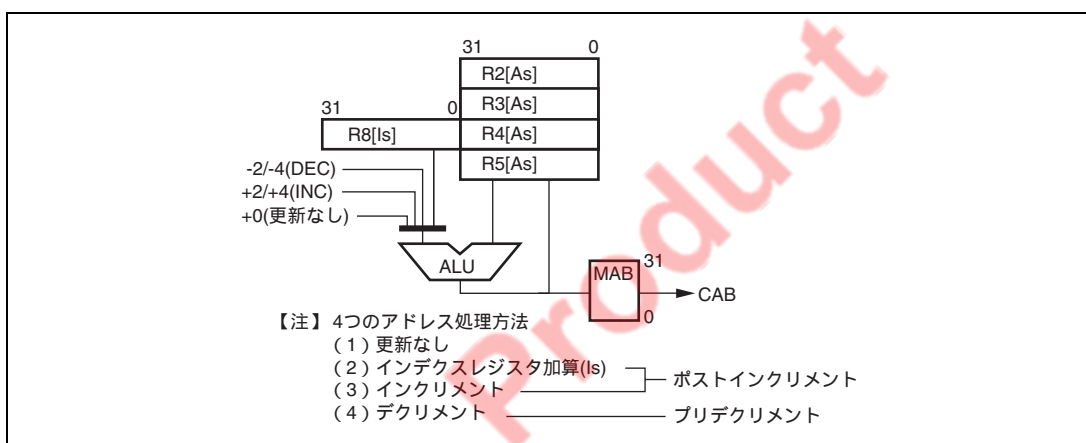 31 0
R2[As]
R3[As]
31 0
R8[Is] R4[As]
R5[As]
-2/-4(DEC)
+2/+4(INC)
+0(更新なし)
ALU
MAB 31
CAB
0
【注】 4つのアドレス処理方法
(1)更新なし
(2)インデクスレジスタ加算(Is)
(3)インクリメント
ポストインクリメント
(4)デクリメント プリデクリメント
Product